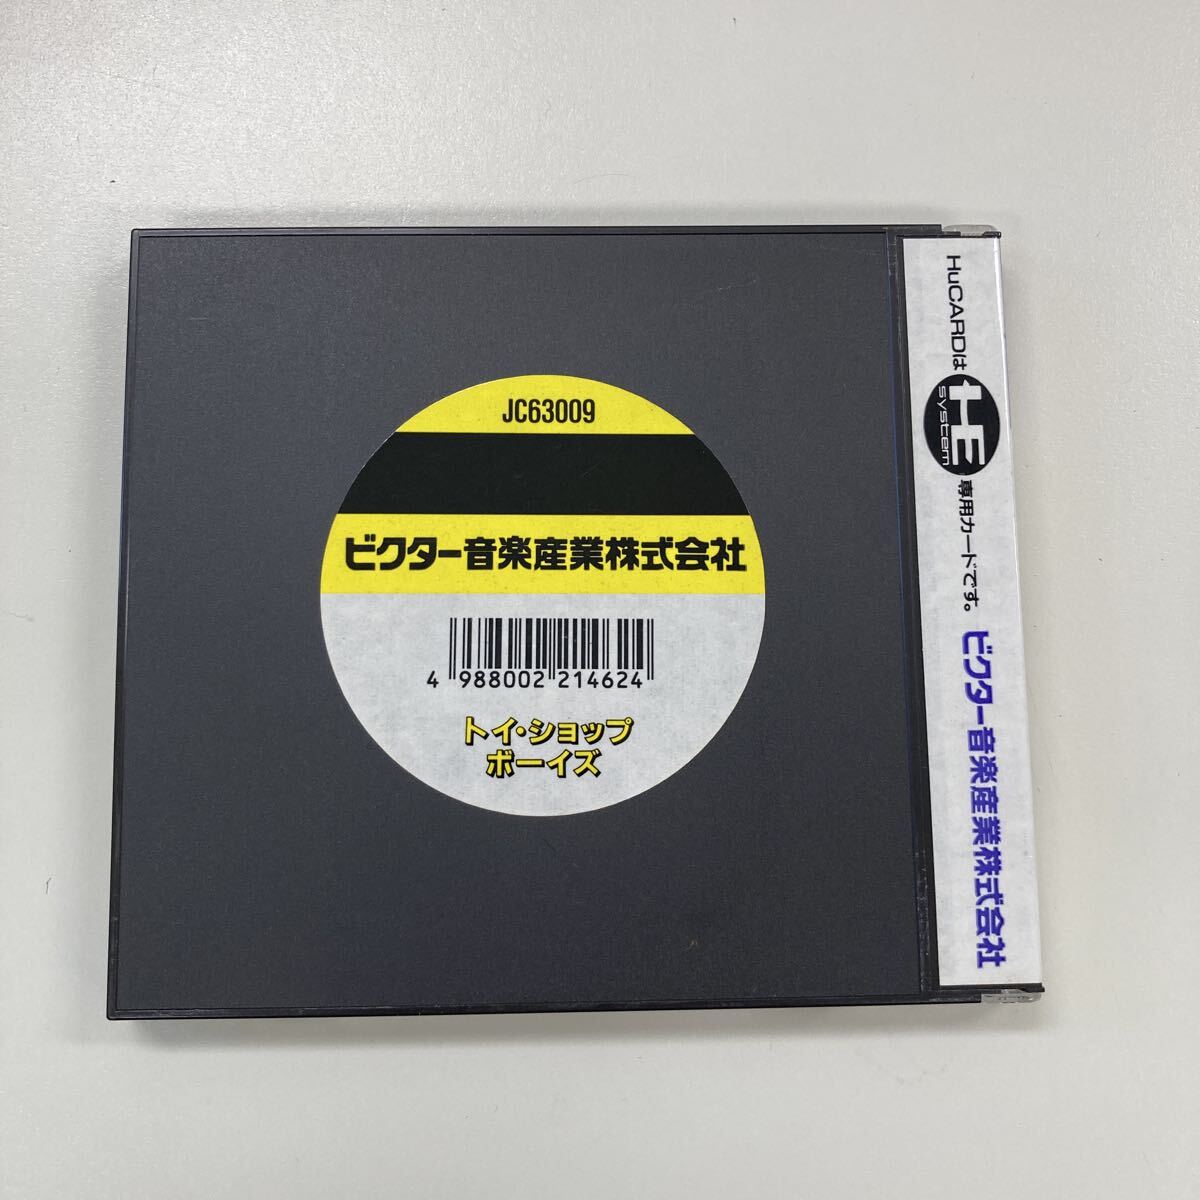 JC63009
ビクター音楽産業株式会社
4 988002 214624
トイ・ショップ
ボーイズ
HuCARDは HE system 専用カードです。
ビクター音楽産業株式会社